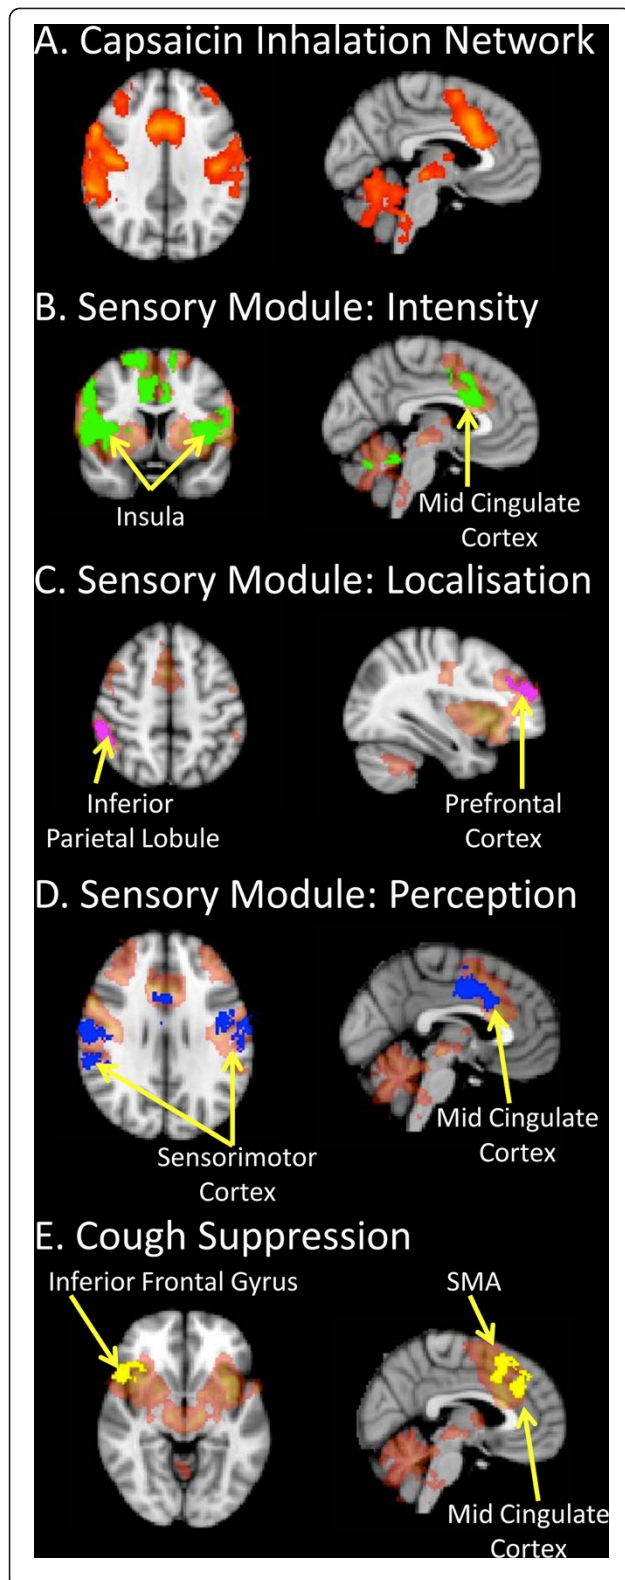 A. Capsaicin Inhalation Network
B. Sensory Module: Intensity
Insula
Mid Cingulate
Cortex
C. Sensory Module: Localisation
Inferior
Parietal Lobule
Prefrontal
Cortex
D. Sensory Module: Perception
Sensorimotor
Cortex
Mid Cingulate
Cortex
E. Cough Suppression
Inferior Frontal Gyrus
SMA
Mid Cingulate
Cortex